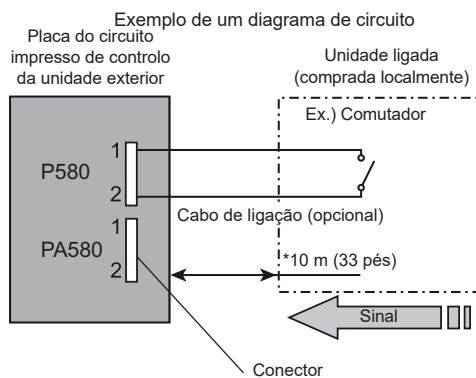 Exemplo de um diagrama de circuito
Placa do circuito
impresso de controlo
da unidade exterior
Unidade ligada
(comprada localmente)
Ex.) Comutador
P580
1
2
Cabo de ligação (opcional)
PA580
1
2
*10 m (33 pés)
Sinal
Conector